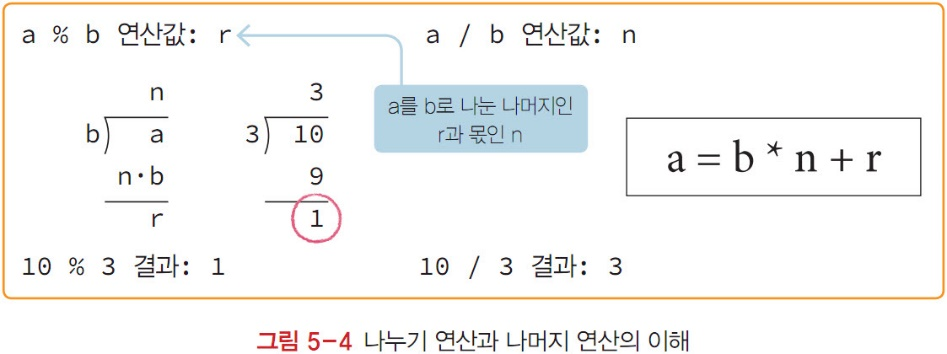 a % b 연산값: r
a / b 연산값: n
a를 b로 나눈 나머지인
r과 몫인 n
n
b) a
n·b
r
3
3) 10
9
1
a = b * n + r
10 % 3 결과: 1
10 / 3 결과: 3
그림 5-4 나누기 연산과 나머지 연산의 이해